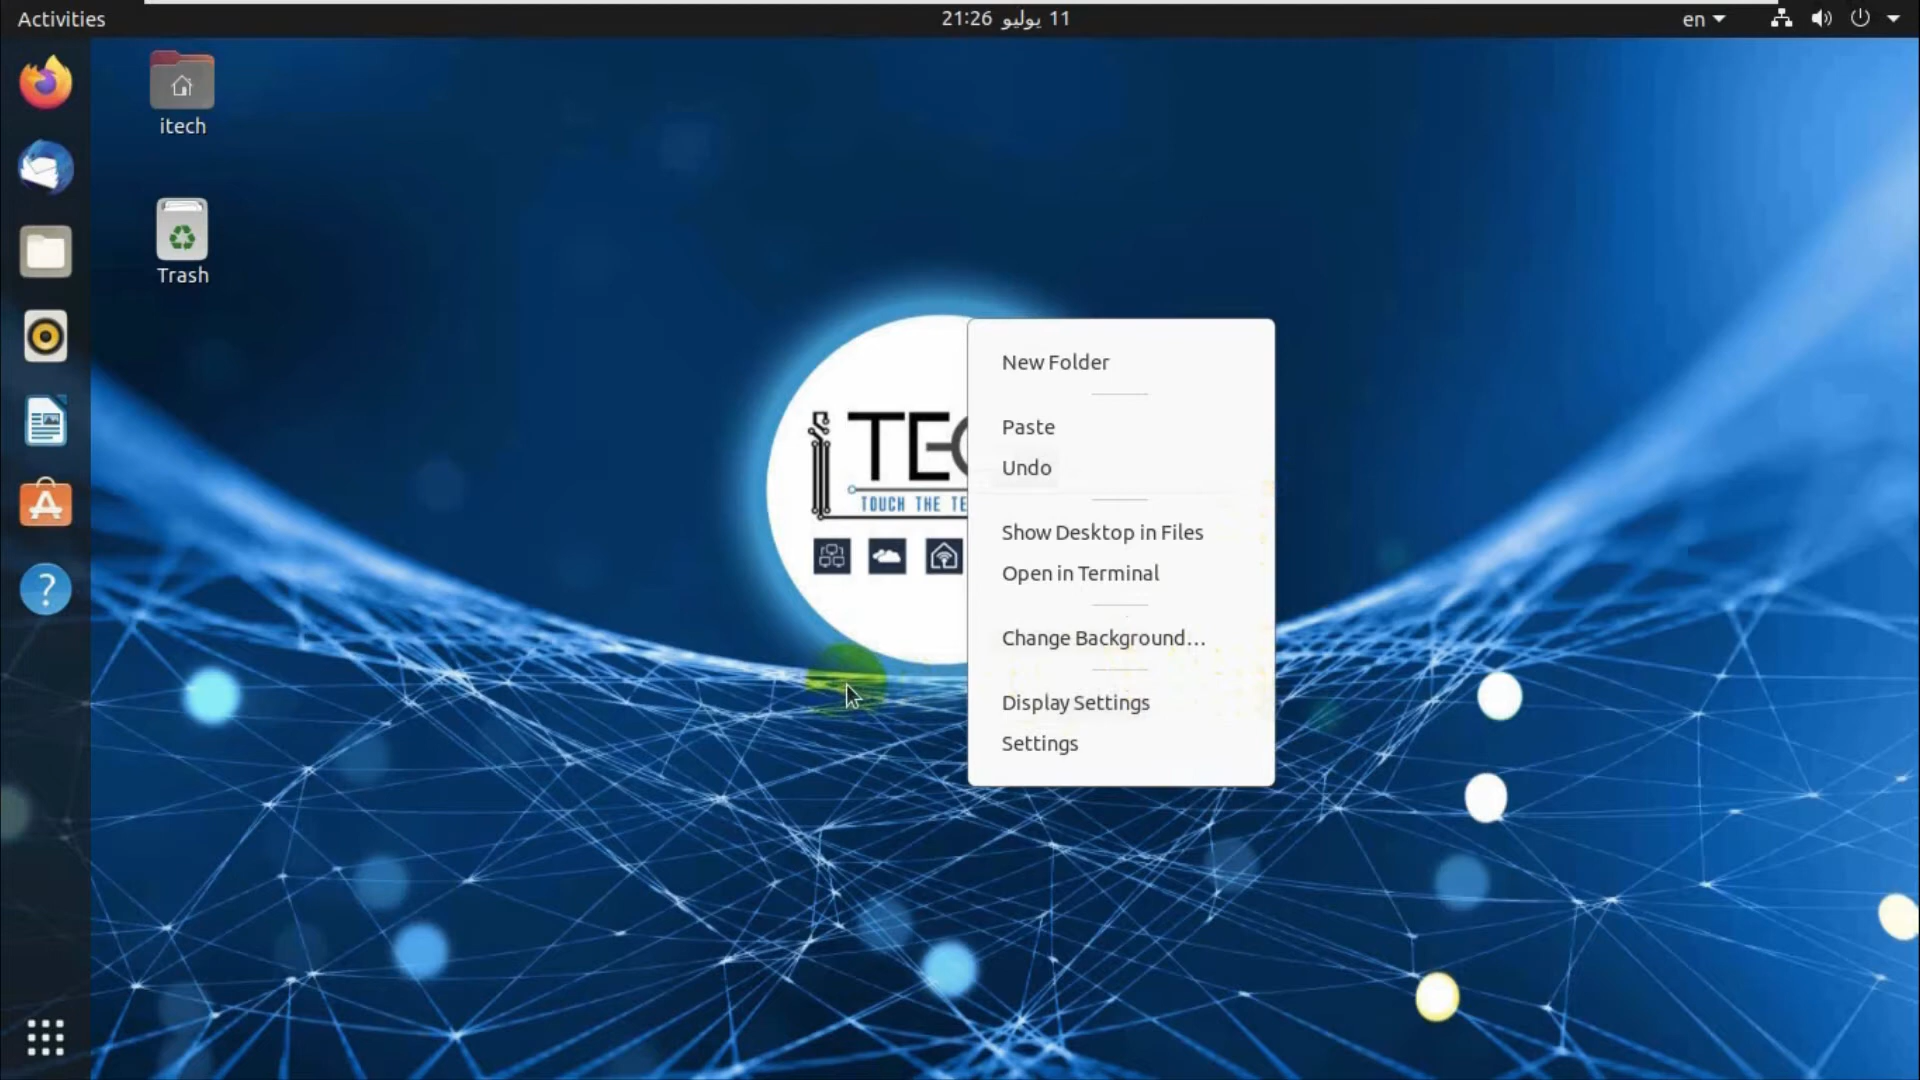 Activities
11 يوليو 21:26
en
itech
Trash
TOUCH THE TE
New Folder
Paste
Undo
Show Desktop in Files
Open in Terminal
Change Background…
Display Settings
Settings